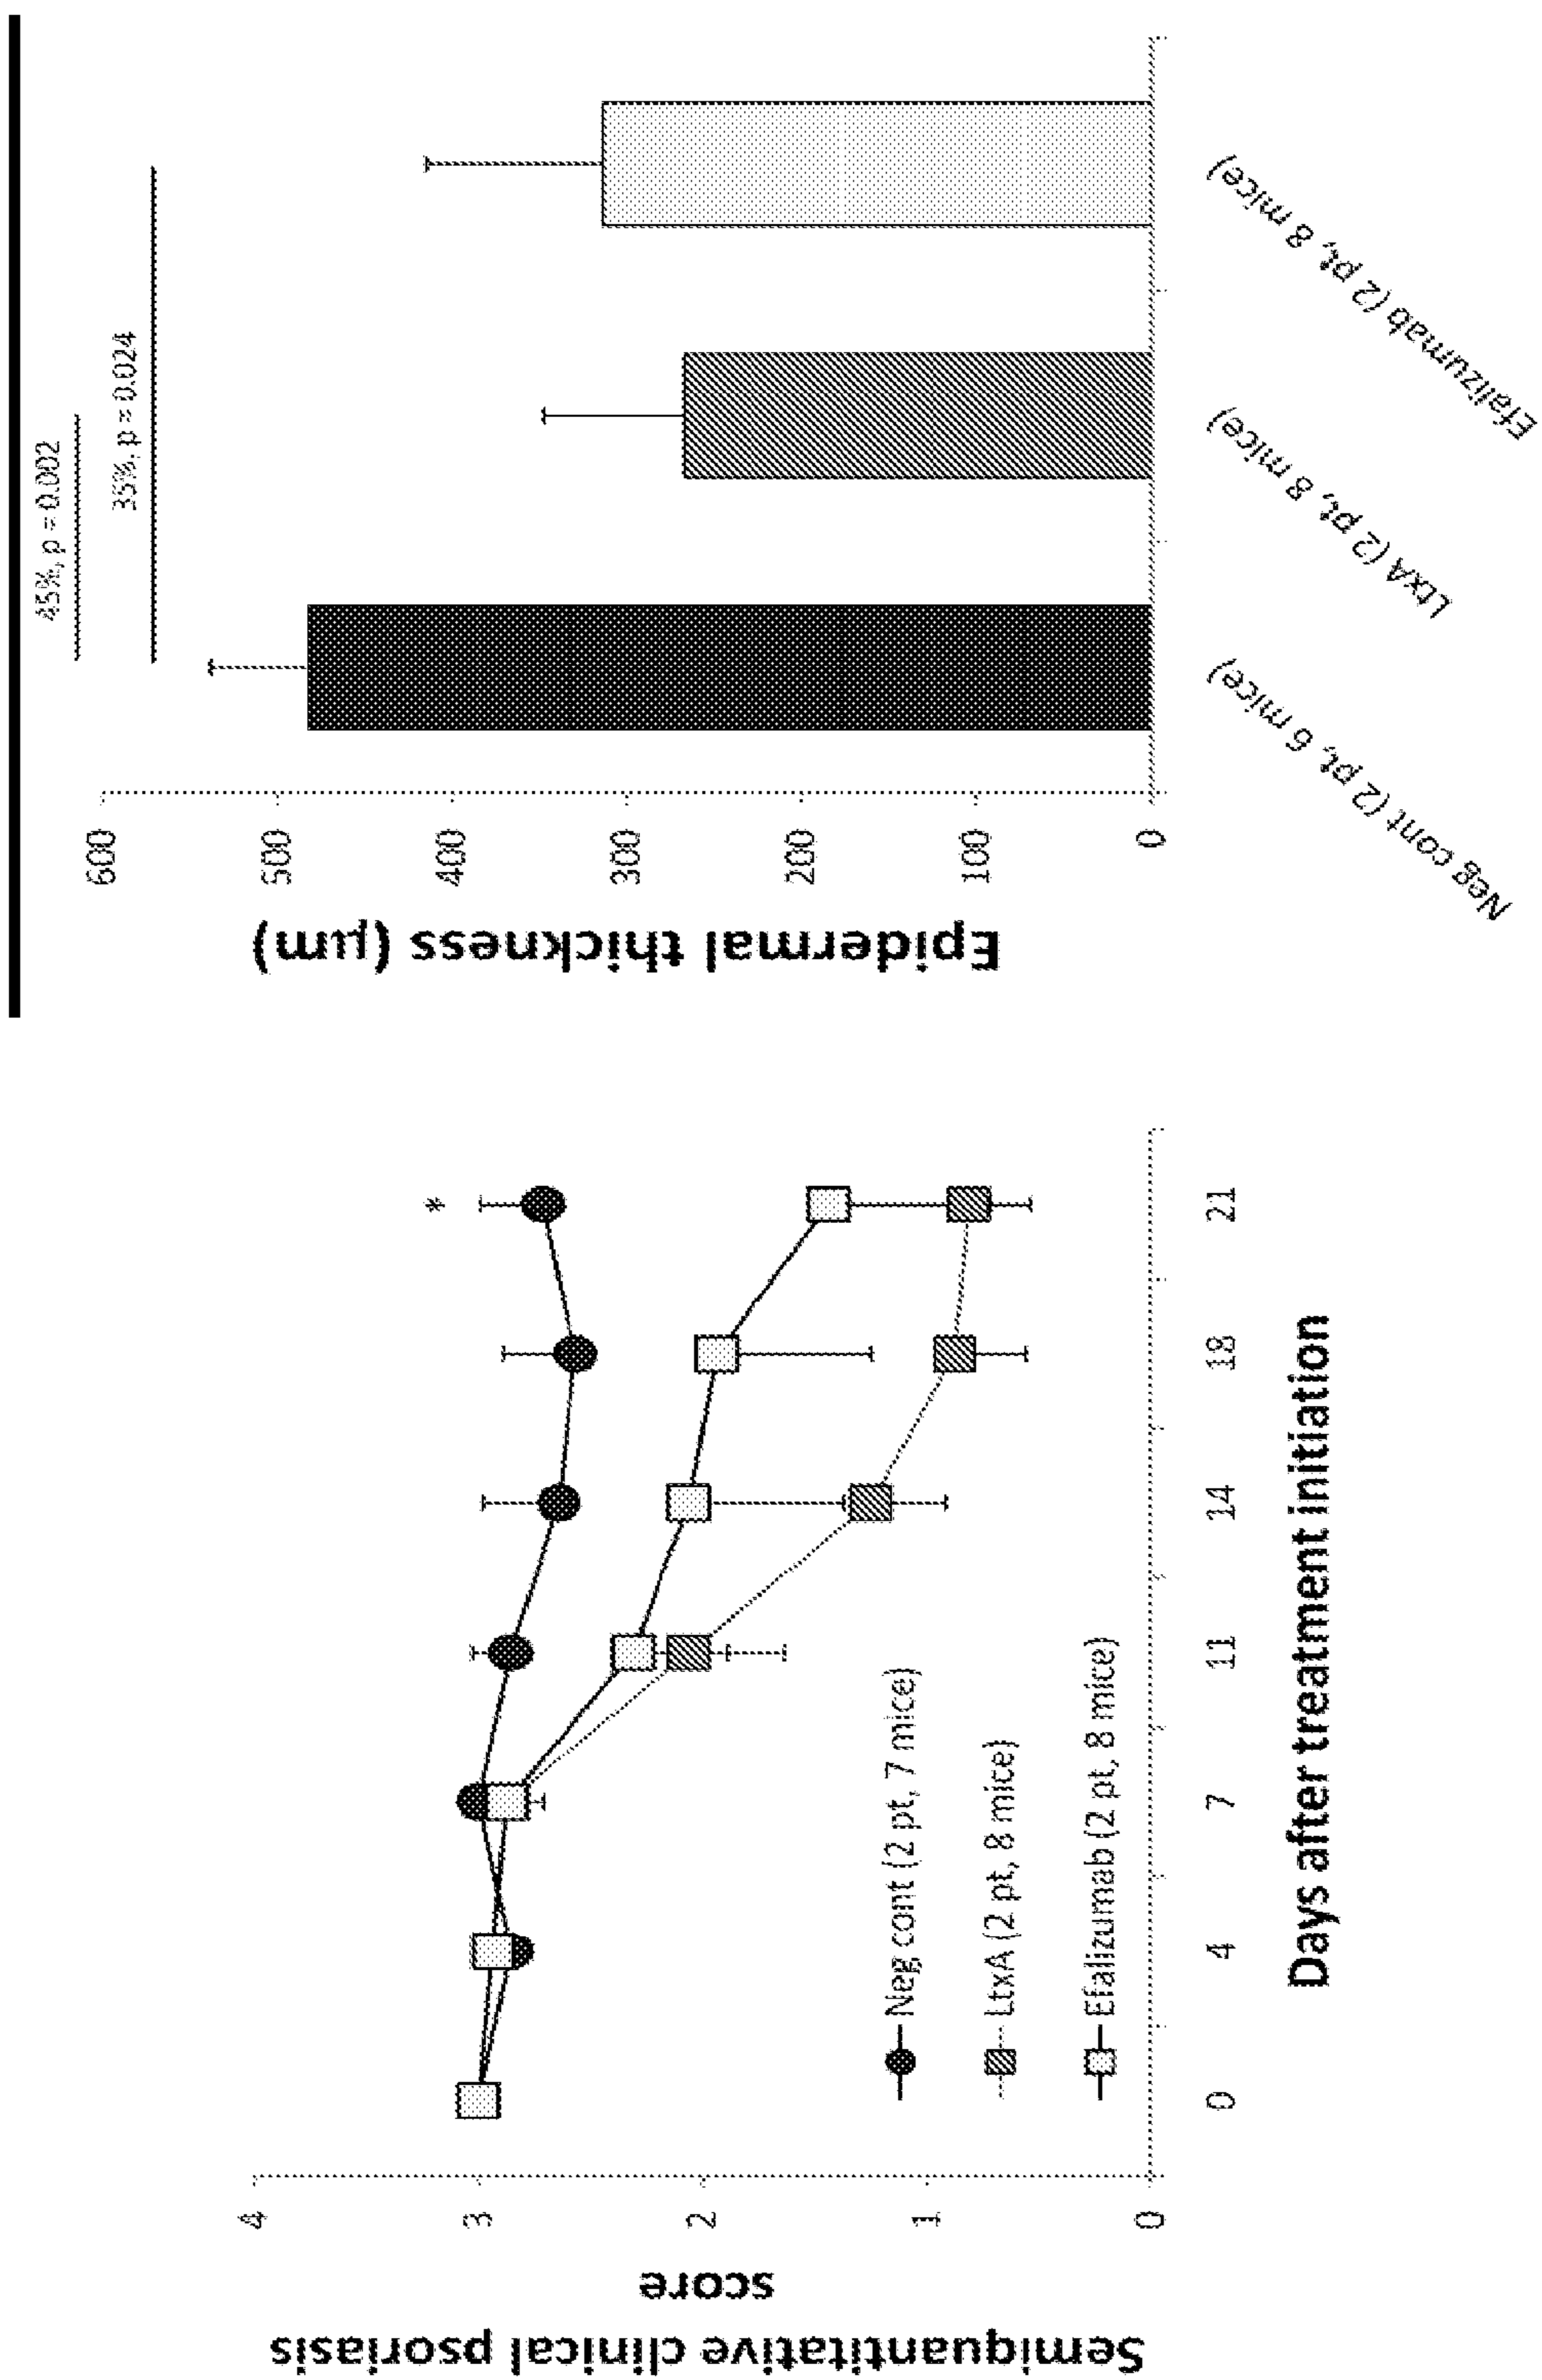 Semiquantitative clinical psoriasis
score
4
3
2
1
0
Neg cont (2 pt, 7 mice)
LtxA (2 pt, 8 mice)
Efalizumab (2 pt, 8 mice)
*
0 4 7 11 14 18 21
Days after treatment initiation
45%, p = 0.002
35%, p = 0.024
Epidermal thickness (μm)
600
500
400
300
200
100
0
Neg cont (2 pt, 6 mice)
LtxA (2 pt, 8 mice)
Efalizumab (2 pt, 8 mice)